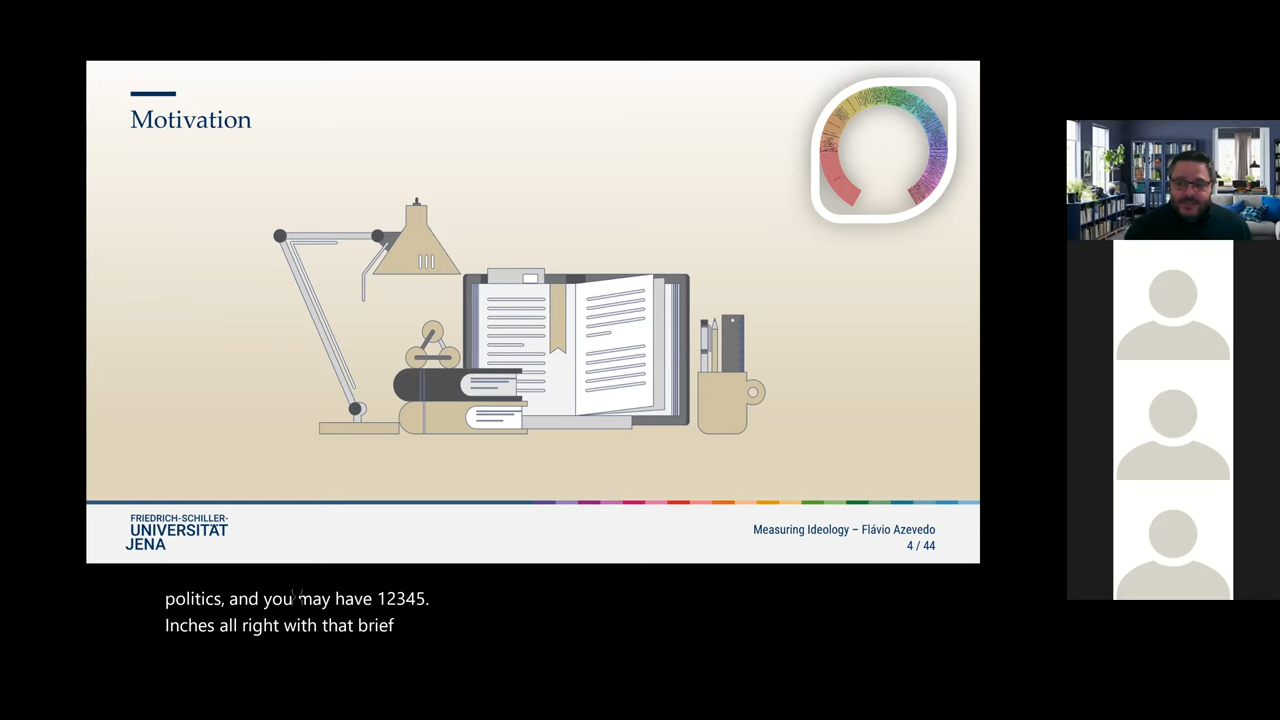 Motivation
FRIEDRICH-SCHILLER-
UNIVERSITÄT
JENA
Measuring Ideology – Flávio Azevedo
4 / 44
politics, and you may have 12345.
Inches all right with that brief